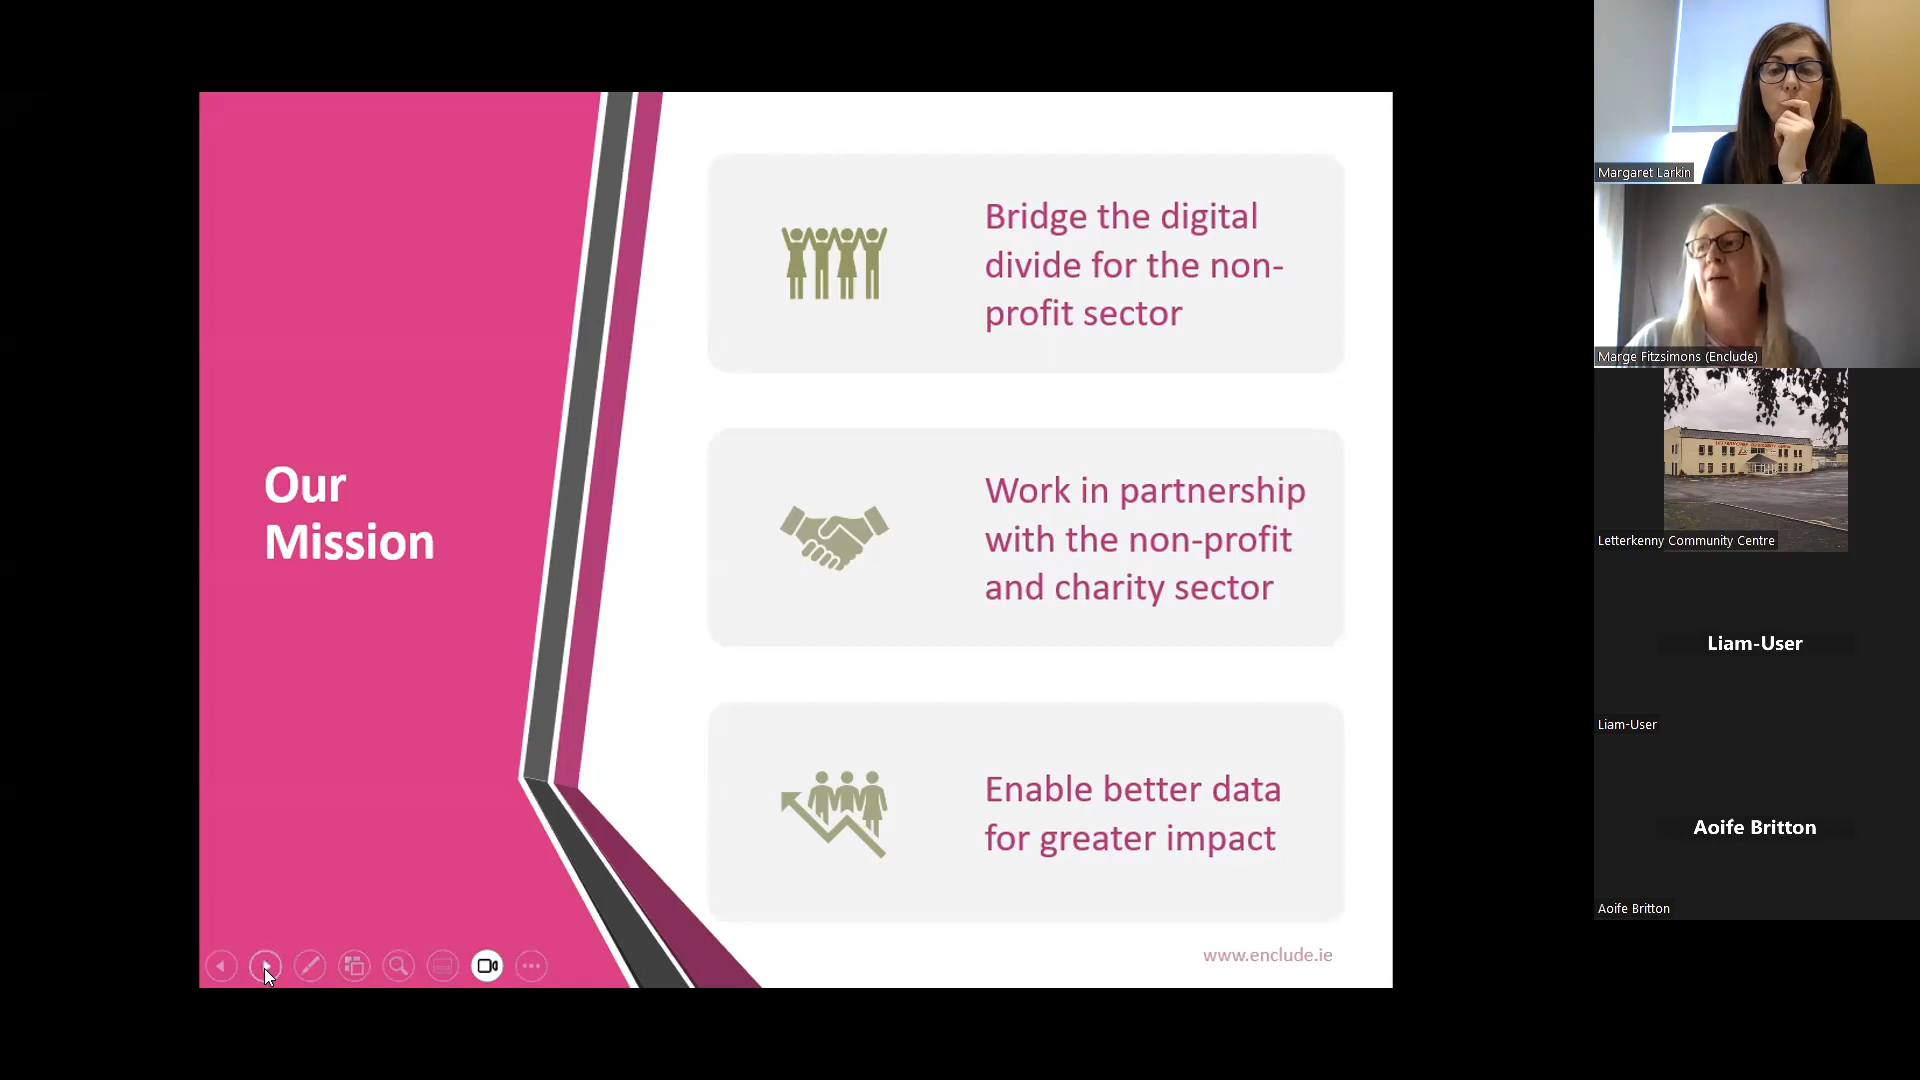 Our
Mission
Bridge the digital
divide for the non-
profit sector
Work in partnership
with the non-profit
and charity sector
Enable better data
for greater impact
www.enclude.ie
Margaret Larkin
Marge Fitzsimons (Enclude)
Letterkenny Community Centre
Liam-User
Liam-User
Aoife Britton
Aoife Britton